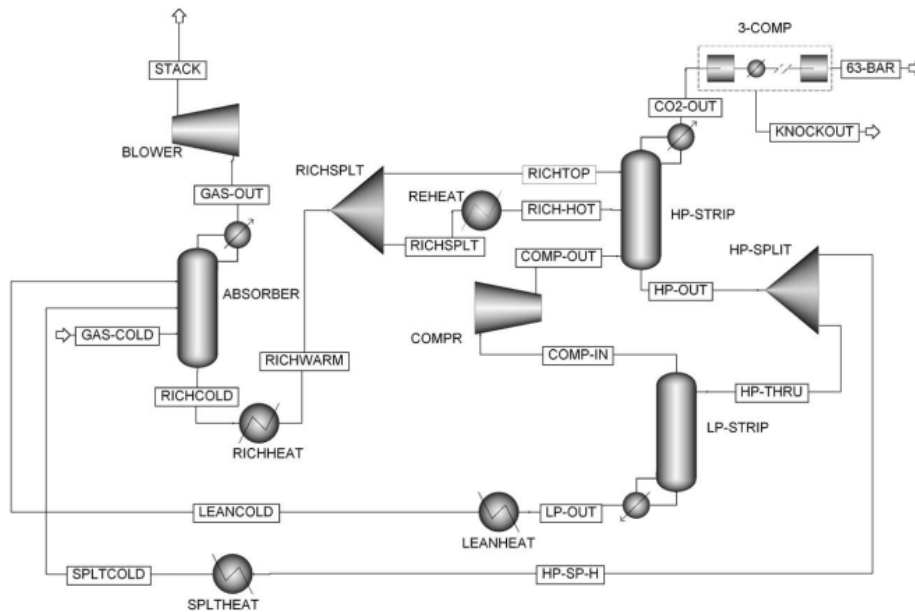 3-COMP
STACK
63-BAR
CO2-OUT
KNOCKOUT
BLOWER
RICHSPLT
GAS-OUT
RICHTOP
REHEAT
RICH-HOT
HP-STRIP
RICHSPLT
COMP-OUT
HP-SPLIT
ABSORBER
HP-OUT
GAS-COLD
COMPR
RICHWARM
COMP-IN
RICHCOLD
HP-THRU
LP-STRIP
RICHHEAT
LEANCOLD
LP-OUT
LEANHEAT
SPLTCOLD
HP-SP-H
SPLTHEAT